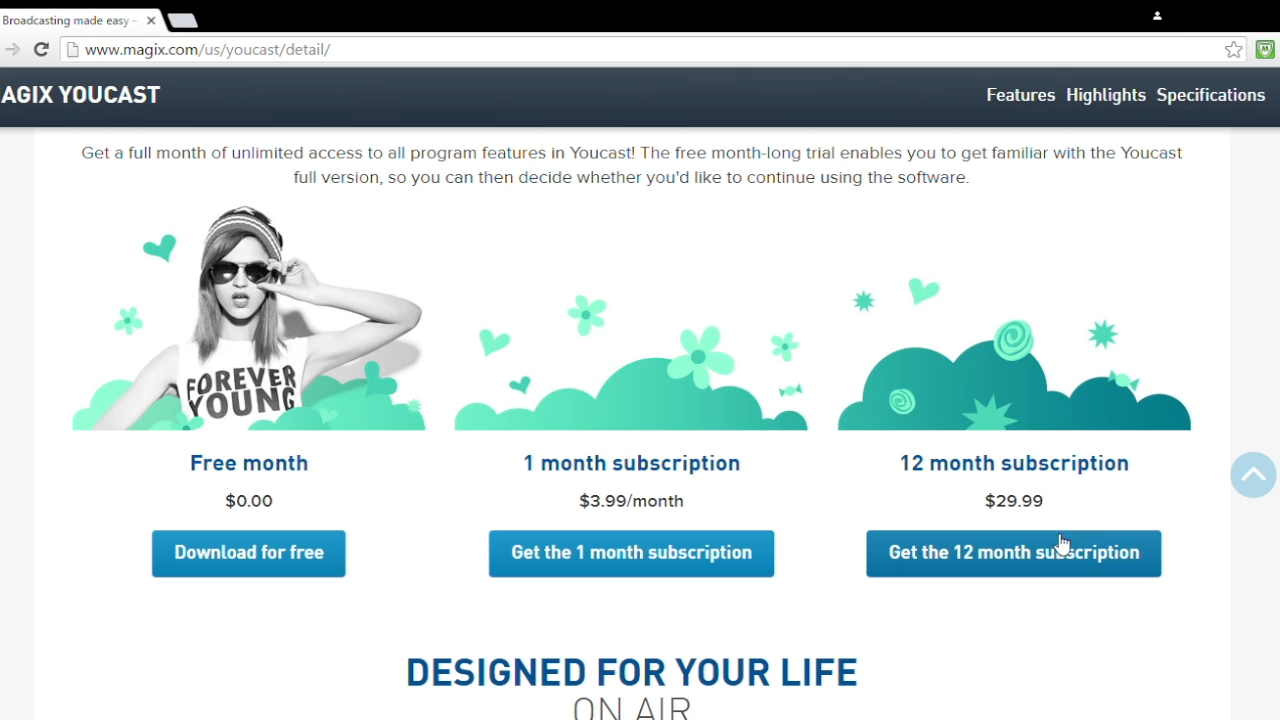 Broadcasting made easy -
www.magix.com/us/youcast/detail/
AGIX YOUCAST
Features Highlights Specifications
Get a full month of unlimited access to all program features in Youcast! The free month-long trial enables you to get familiar with the Youcast
full version, so you can then decide whether you'd like to continue using the software.
FOREVER
YOUNG
Free month
$0.00
Download for free
1 month subscription
$3.99/month
Get the 1 month subscription
12 month subscription
$29.99
Get the 12 month subscription
DESIGNED FOR YOUR LIFE
ON AIR